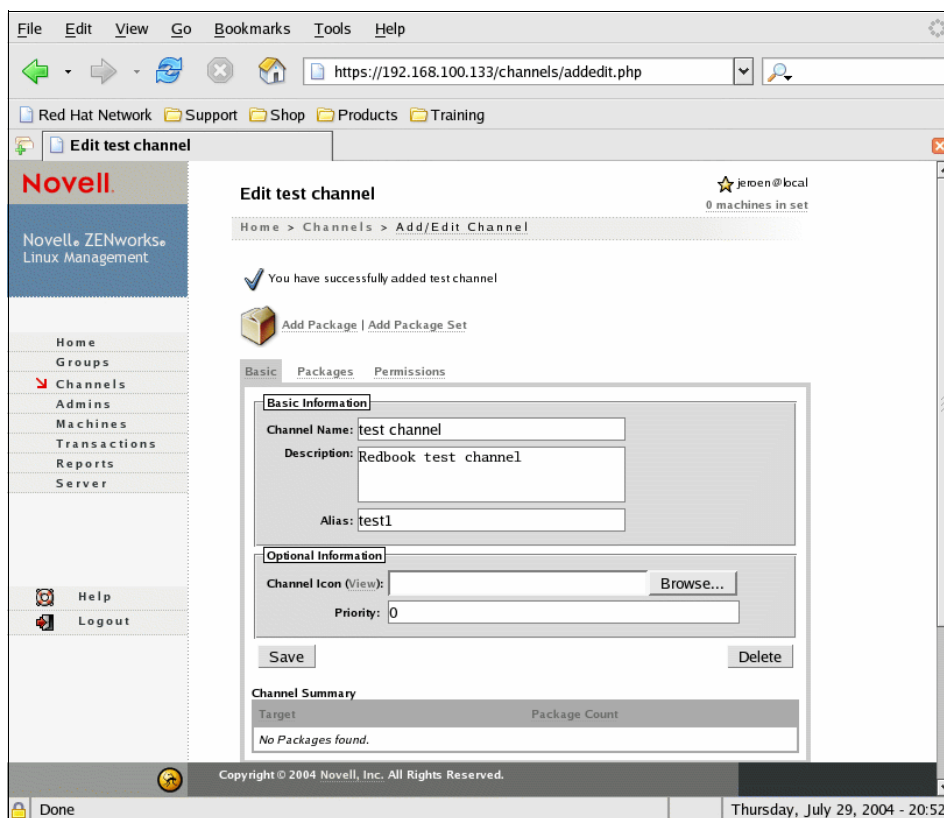 File Edit View Go Bookmarks Tools Help
https://192.168.100.133/channels/addedit.php
Red Hat Network Support Shop Products Training
Edit test channel
Novell.
Novell® ZENworks®
Linux Management
Edit test channel
jeroen@local
0 machines in set
Home > Channels > Add/Edit Channel
You have successfully added test channel
Add Package | Add Package Set
Home
Groups
Channels
Admins
Machines
Transactions
Reports
Server
Help
Logout
Basic Packages Permissions
Basic Information
Channel Name: test channel
Description: Redbook test channel
Alias: test1
Optional Information
Channel Icon (View): Browse...
Priority: 0
Save Delete
Channel Summary
Target Package Count
No Packages found.
Copyright © 2004 Novell, Inc. All Rights Reserved.
Done Thursday, July 29, 2004 - 20:52